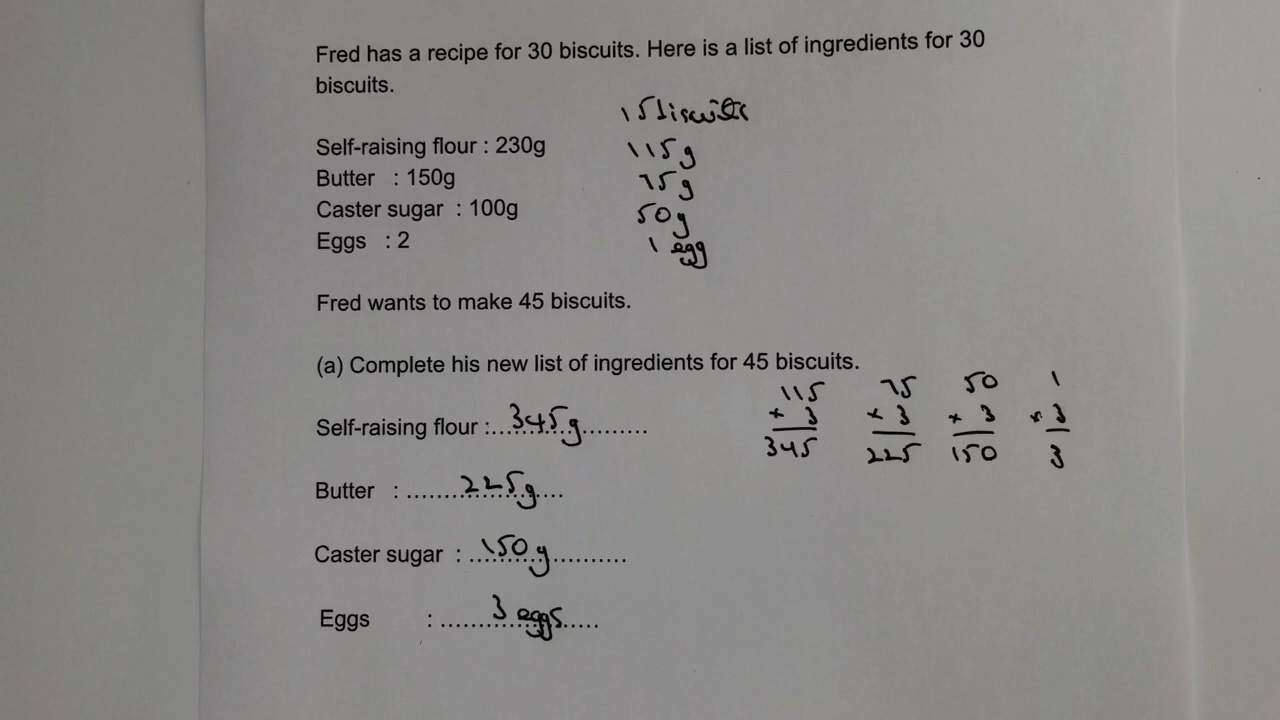 Fred has a recipe for 30 biscuits. Here is a list of ingredients for 30
biscuits.
15 biscuits
Self-raising flour : 230g 115g
Butter : 150g 75g
Caster sugar : 100g 50g
Eggs : 2 1 egg
Fred wants to make 45 biscuits.
(a) Complete his new list of ingredients for 45 biscuits.
115 75 50 1
× 3 × 3 × 3 × 3
345 225 150 3
Self-raising flour :...345g.........
Butter : .......225g....
Caster sugar : ..150g..........
Eggs : ........3 eggs.....